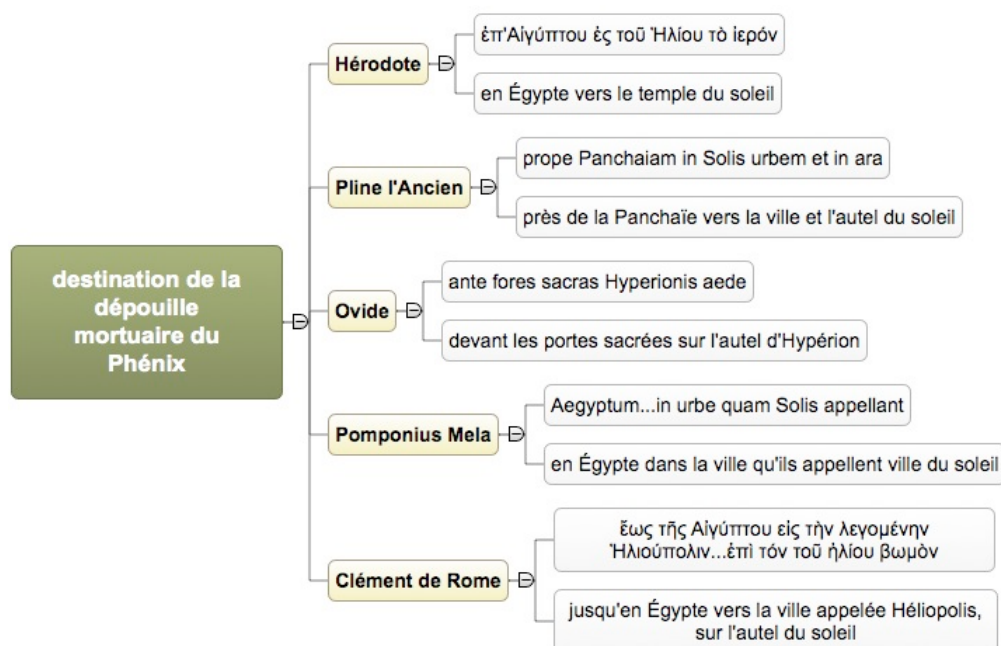 ἐπ'Αἰγύπτου ἐς τοῦ Ἡλίου τὸ ἱερόν
Hérodote
en Égypte vers le temple du soleil
prope Panchaiam in Solis urbem et in ara
Pline l'Ancien
près de la Panchaïe vers la ville et l'autel du soleil
destination de la
dépouille
mortuaire du
Phénix
ante fores sacras Hyperionis aede
Ovide
devant les portes sacrées sur l'autel d'Hypérion
Aegyptum...in urbe quam Solis appellant
Pomponius Mela
en Égypte dans la ville qu'ils appellent ville du soleil
ἕως τῆς Αἰγύπτου εἰς τὴν λεγομένην
Ἡλιούπολιν...ἐπὶ τόν τοῦ ἡλίου βωμὸν
Clément de Rome
jusqu'en Égypte vers la ville appelée Héliopolis,
sur l'autel du soleil